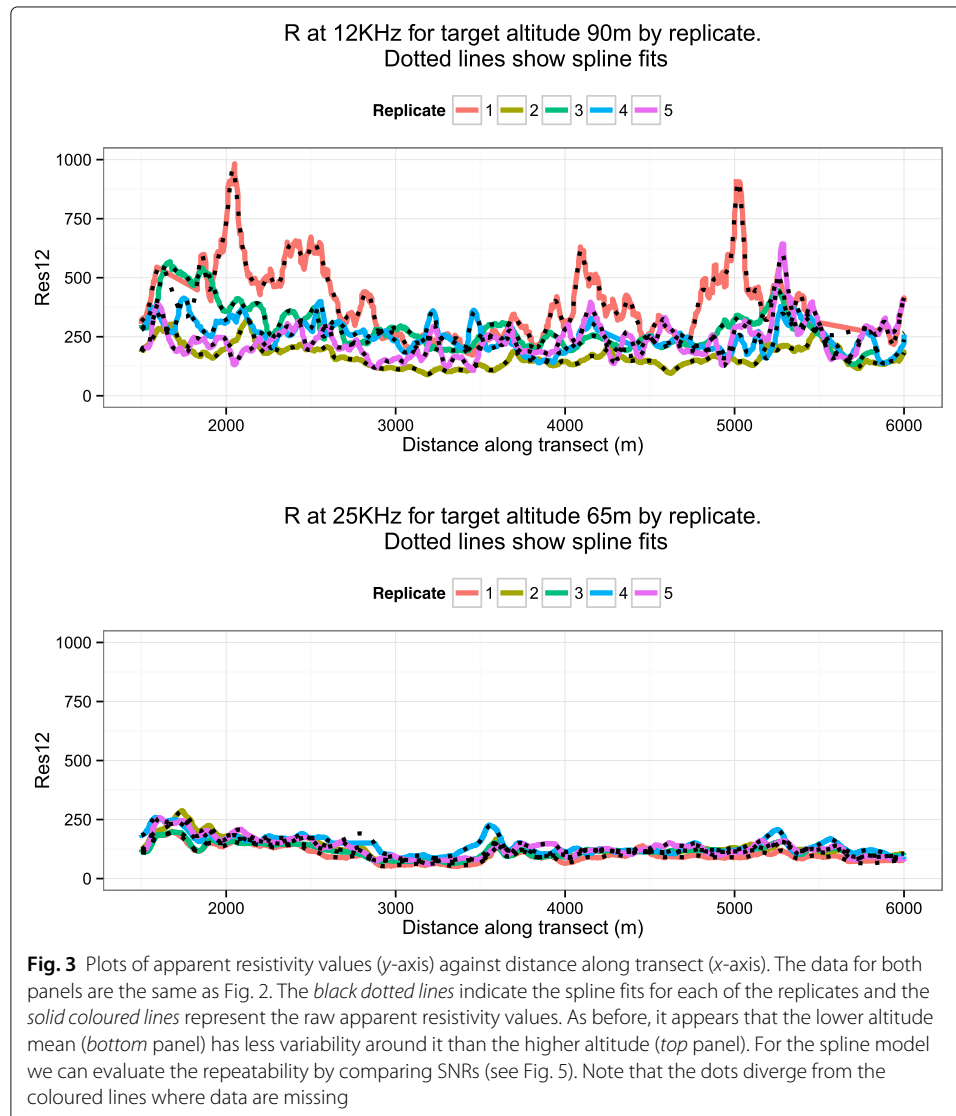 R at 12KHz for target altitude 90m by replicate.
Dotted lines show spline fits
Replicate 1 2 3 4 5
1000
750
500
250
0
Res12
2000 3000 4000 5000 6000
Distance along transect (m)
R at 25KHz for target altitude 65m by replicate.
Dotted lines show spline fits
Replicate 1 2 3 4 5
1000
750
500
250
0
Res12
2000 3000 4000 5000 6000
Distance along transect (m)
Fig. 3 Plots of apparent resistivity values (y-axis) against distance along transect (x-axis). The data for both
panels are the same as Fig. 2. The black dotted lines indicate the spline fits for each of the replicates and the
solid coloured lines represent the raw apparent resistivity values. As before, it appears that the lower altitude
mean (bottom panel) has less variability around it than the higher altitude (top panel). For the spline model
we can evaluate the repeatability by comparing SNRs (see Fig. 5). Note that the dots diverge from the
coloured lines where data are missing